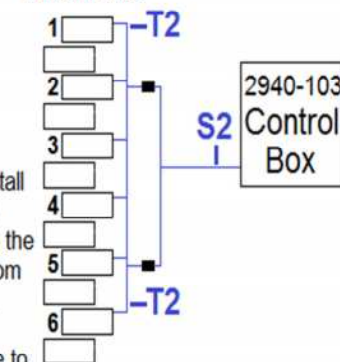 1
–T2
2
2940-103
S2
Control
3
Box
tall
4
the
5
om
–T2
6
e to